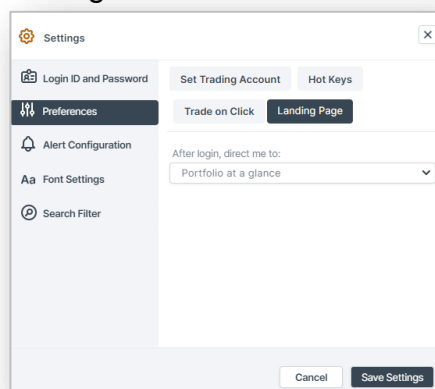 Settings
Login ID and Password
Preferences
Alert Configuration
Aa Font Settings
Search Filter
Set Trading Account
Hot Keys
Trade on Click
Landing Page
After login, direct me to:
Portfolio at a glance
Cancel
Save Settings